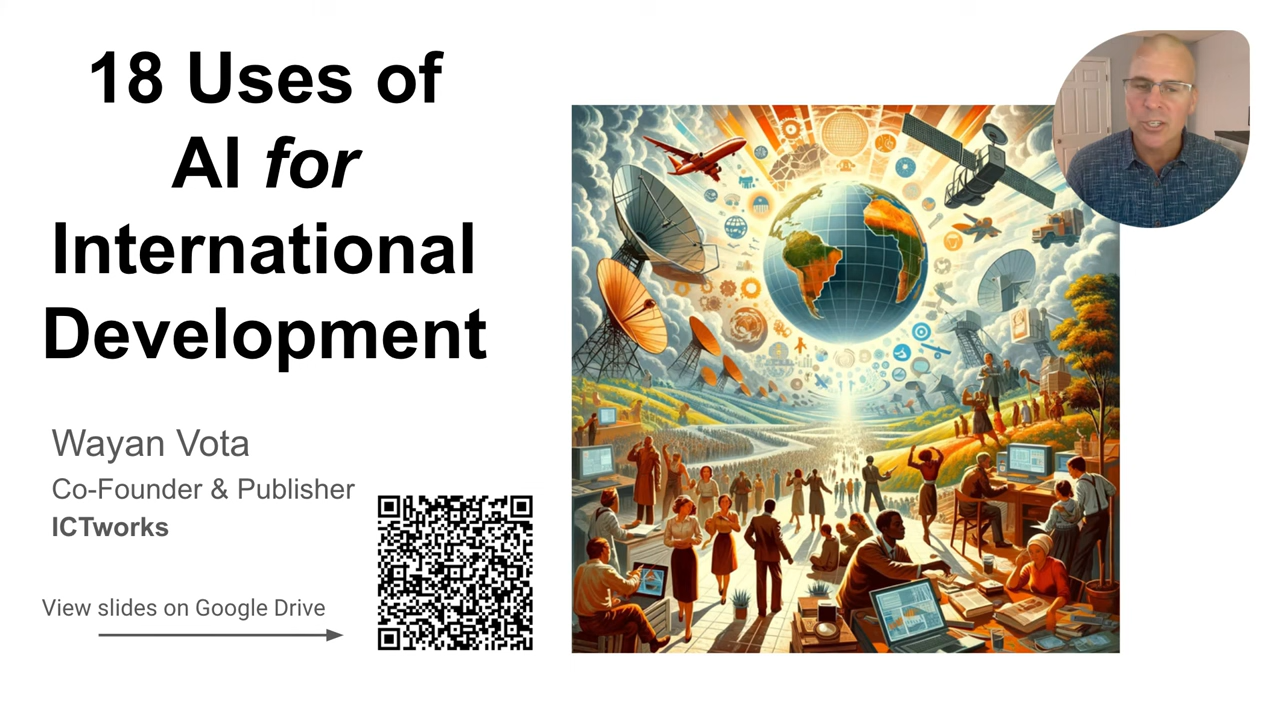 18 Uses of
AI for
International
Development
Wayan Vota
Co-Founder & Publisher
ICTworks
View slides on Google Drive